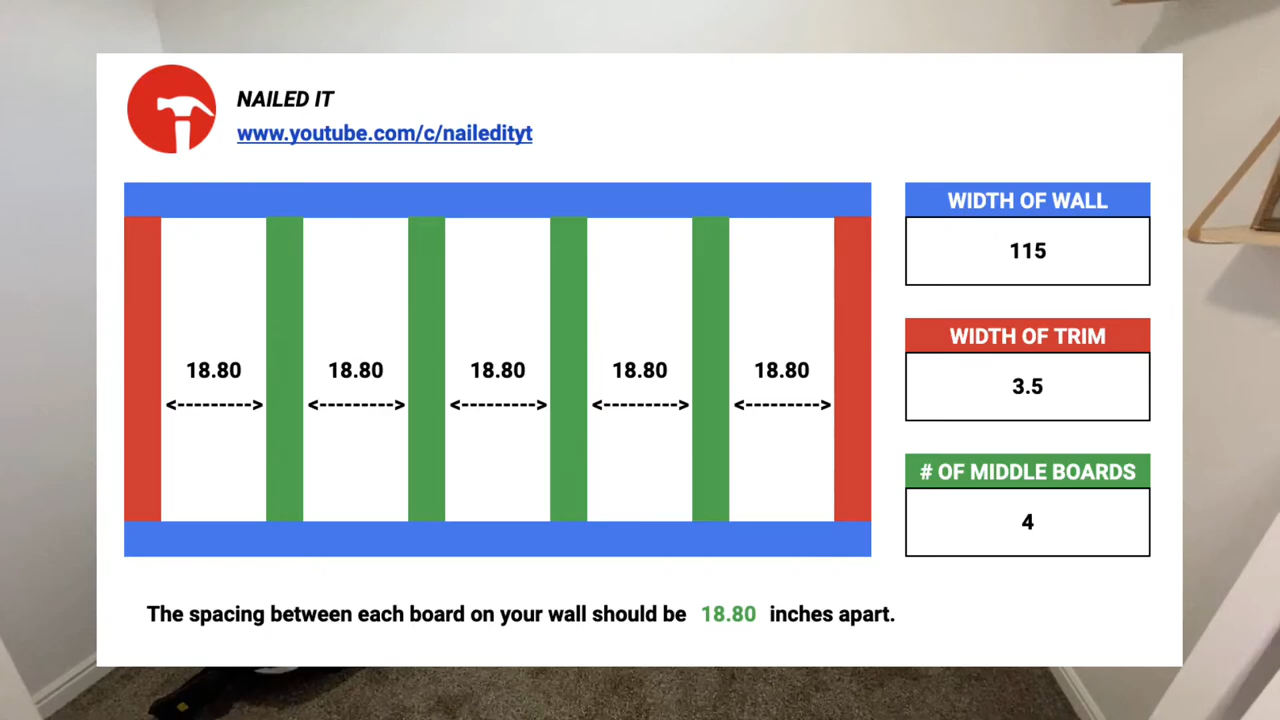 NAILED IT
www.youtube.com/c/nailedityt
WIDTH OF WALL
115
WIDTH OF TRIM
3.5
# OF MIDDLE BOARDS
4
18.80 18.80 18.80 18.80 18.80
<---------> <---------> <---------> <---------> <--------->
The spacing between each board on your wall should be 18.80 inches apart.